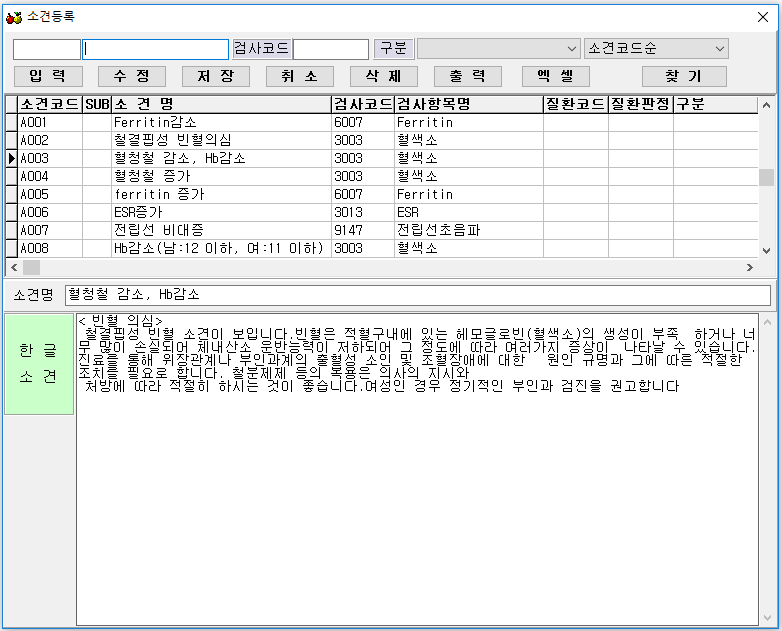 소견등록
검사코드 구분 소견코드순
입 력 수 정 저 장 취 소 삭 제 출 력 엑 셀 찾 기
소견코드 SUB 소 견 명 검사코드 검사항목명 질환코드 질환판정 구분
A001 Ferritin감소 6007 Ferritin
A002 철결핍성 빈혈의심 3003 혈색소
A003 혈청철 감소, Hb감소 3003 혈색소
A004 혈청철 증가 3003 혈색소
A005 ferritin 증가 6007 Ferritin
A006 ESR증가 3013 ESR
A007 전립선 비대증 9147 전립선초음파
A008 Hb감소(남:12 이하, 여:11 이하) 3003 혈색소
소견명 혈청철 감소, Hb감소
한 글
소 견
< 빈혈 의심>
철결핍성 빈혈 소견이 보입니다.빈혈은 적혈구내에 있는 헤모글로빈(혈색소)의 생성이 부족 하거나 너
무 많이 손실되어 체내산소 운반능력이 저하되어 그 정도에 따라 여러가지 증상이 나타날 수 있습니다.
진료를 통해 위장관계나 부인과계의 출혈성 소인 및 조혈장애에 대한 원인 규명과 그에 따른 적절한
조치를 필요로 합니다. 철분제제 등의 복용은 의사의 지시와
처방에 따라 적절히 하시는 것이 좋습니다.여성인 경우 정기적인 부인과 검진을 권고합니다